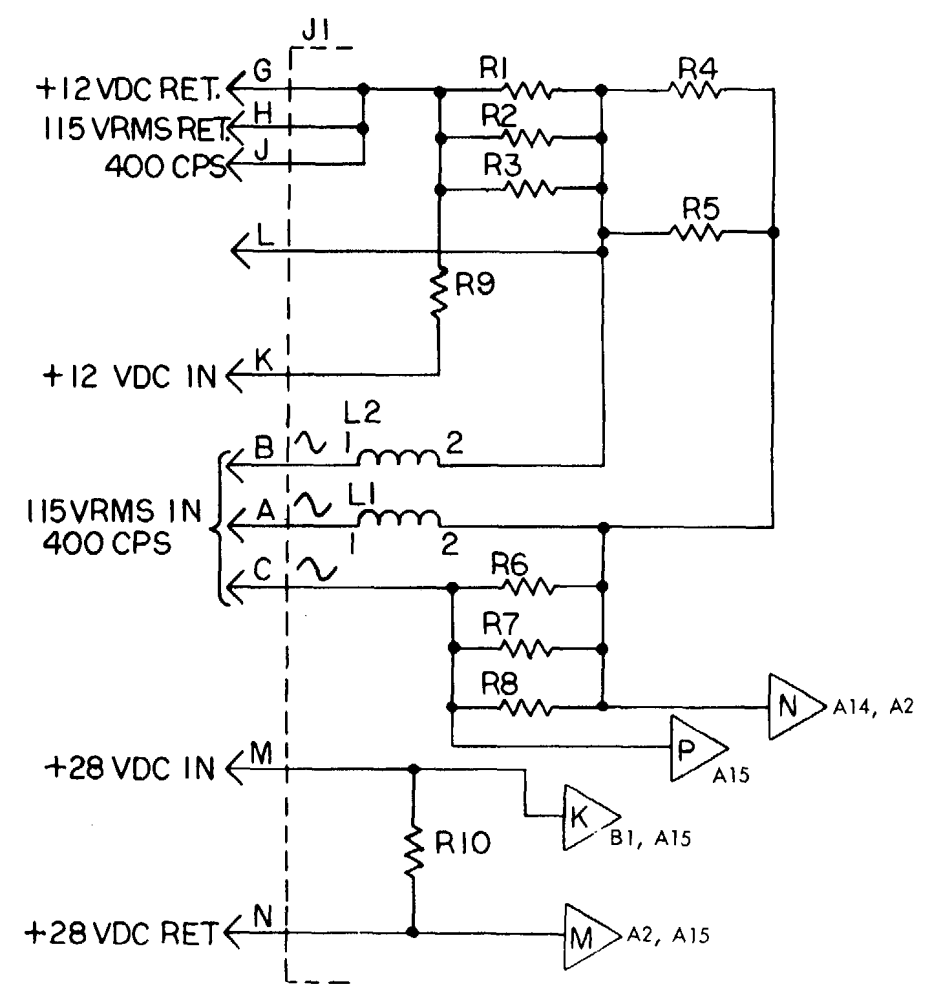 J1
+12 VDC RET. G
R1
R4
115 VRMS RET. H
R2
400 CPS J
R3
R5
L
R9
+12 VDC IN K
L2
B 1 2
115 VRMS IN
400 CPS
L1
A 1 2
C
R6
R7
R8
N A14, A2
P
A15
+28 VDC IN M
K
B1, A15
R10
+28 VDC RET N
M A2, A15